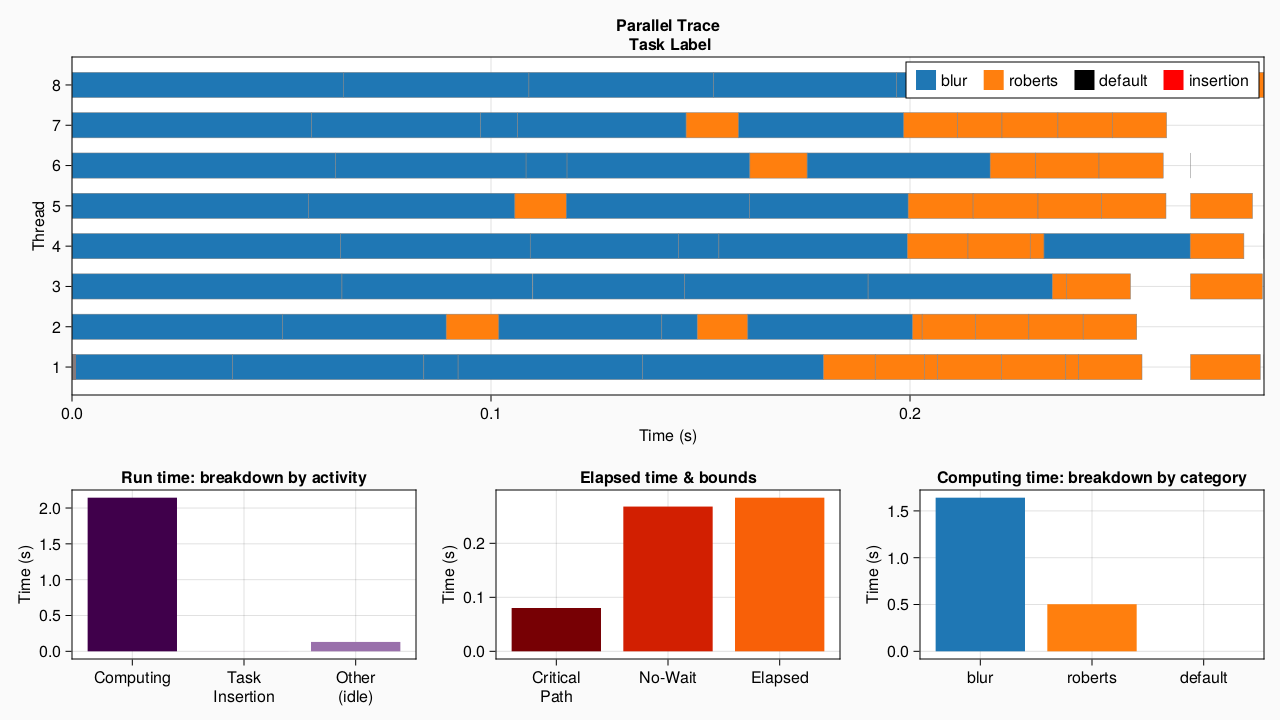 Parallel Trace
Task Label
blur roberts default insertion
Thread
8
7
6
5
4
3
2
1
0.0 0.1 0.2
Time (s)
Run time: breakdown by activity
Time (s)
2.0
1.5
1.0
0.5
0.0
Computing Task Insertion Other (idle)
Elapsed time & bounds
Time (s)
0.2
0.1
0.0
Critical Path No-Wait Elapsed
Computing time: breakdown by category
Time (s)
1.5
1.0
0.5
0.0
blur roberts default